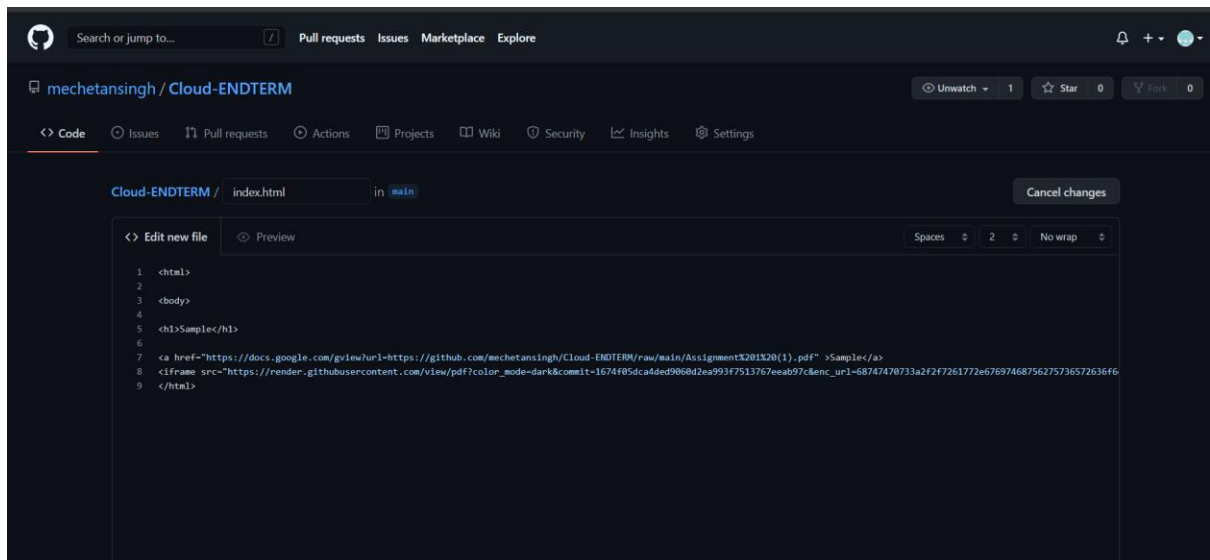 Search or jump to... / Pull requests Issues Marketplace Explore
mechetansingh / Cloud-ENDTERM Unwatch 1 Star 0 Fork 0
<> Code Issues Pull requests Actions Projects Wiki Security Insights Settings
Cloud-ENDTERM / index.html in main Cancel changes
<> Edit new file Preview Spaces 2 No wrap
1 <html>
2
3 <body>
4
5 <h1>Sample</h1>
6
7 <a href="https://docs.google.com/gview?url=https://github.com/mechetansingh/Cloud-ENDTERM/raw/main/Assignment%201%20(1).pdf" >Sample</a>
8 <iframe src="https://render.githubusercontent.com/view/pdf?color_mode=dark&commit=1674f05dca4ded9060d2ea993f7513767eeab97c&enc_url=68747470733a2f2f7261772e67697468756275736572636f6
9 </html>